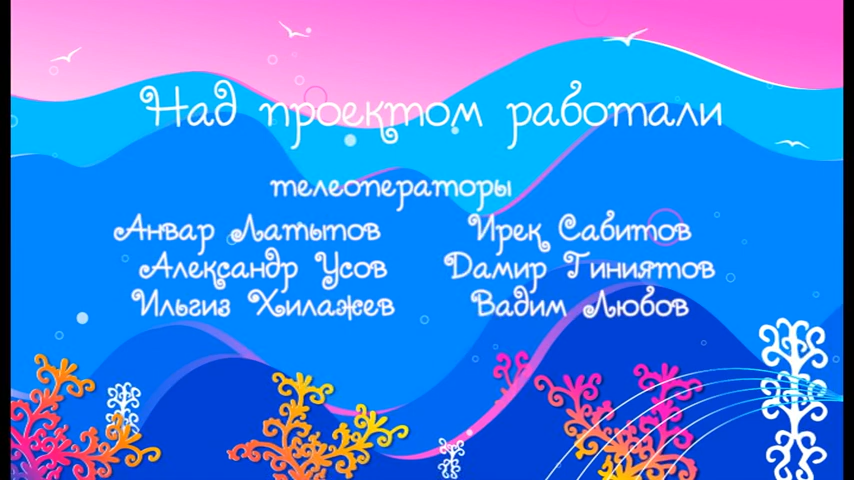 Над проектом работали
телеоператоры
Анвар Латыпов Ирек Сабитов
Александр Усов Дамир Гиниятов
Ильгиз Хилажев Вадим Любов